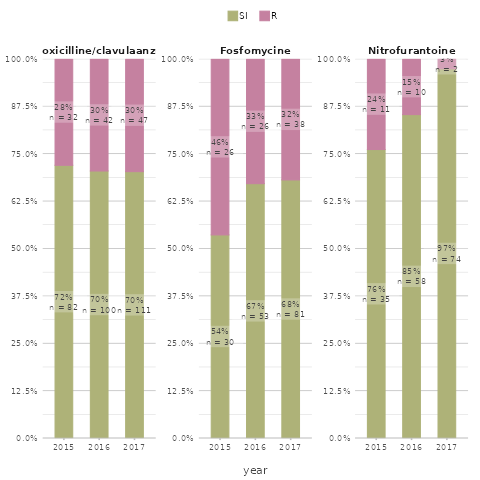 SI R
oxicilline/clavulaanz
100.0%
87.5%
75.0%
62.5%
50.0%
37.5%
25.0%
12.5%
0.0%
28%
n = 32
30%
n = 42
30%
n = 47
72%
n = 82
70%
n = 100
70%
n = 111
2015 2016 2017
Fosfomycine
100.0%
87.5%
75.0%
62.5%
50.0%
37.5%
25.0%
12.5%
0.0%
46%
n = 26
33%
n = 26
32%
n = 38
54%
n = 30
67%
n = 53
68%
n = 81
2015 2016 2017
Nitrofurantoine
100.0%
87.5%
75.0%
62.5%
50.0%
37.5%
25.0%
12.5%
0.0%
24%
n = 11
15%
n = 10
3%
n = 2
76%
n = 35
85%
n = 58
97%
n = 74
2015 2016 2017
year